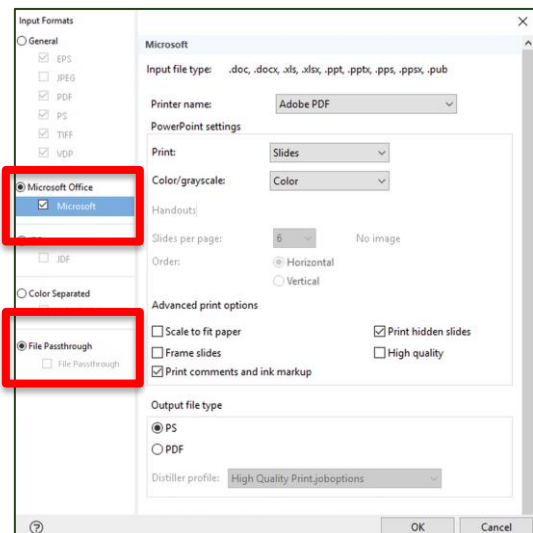 Input Formats
General
EPS
JPEG
PDF
PS
TIFF
VDP
Microsoft Office
Microsoft
JDF
Color Separated
File Passthrough
File Passthrough
Microsoft
Input file type: .doc, .docx, .xls, .xlsx, .ppt, .pptx, .pps, .ppsx, .pub
Printer name: Adobe PDF
PowerPoint settings
Print: Slides
Color/grayscale: Color
Handouts
Slides per page: 6 No image
Order: Horizontal
Vertical
Advanced print options
Scale to fit paper Print hidden slides
Frame slides High quality
Print comments and ink markup
Output file type
PS
PDF
Distiller profile: High Quality Print.joboptions
OK Cancel